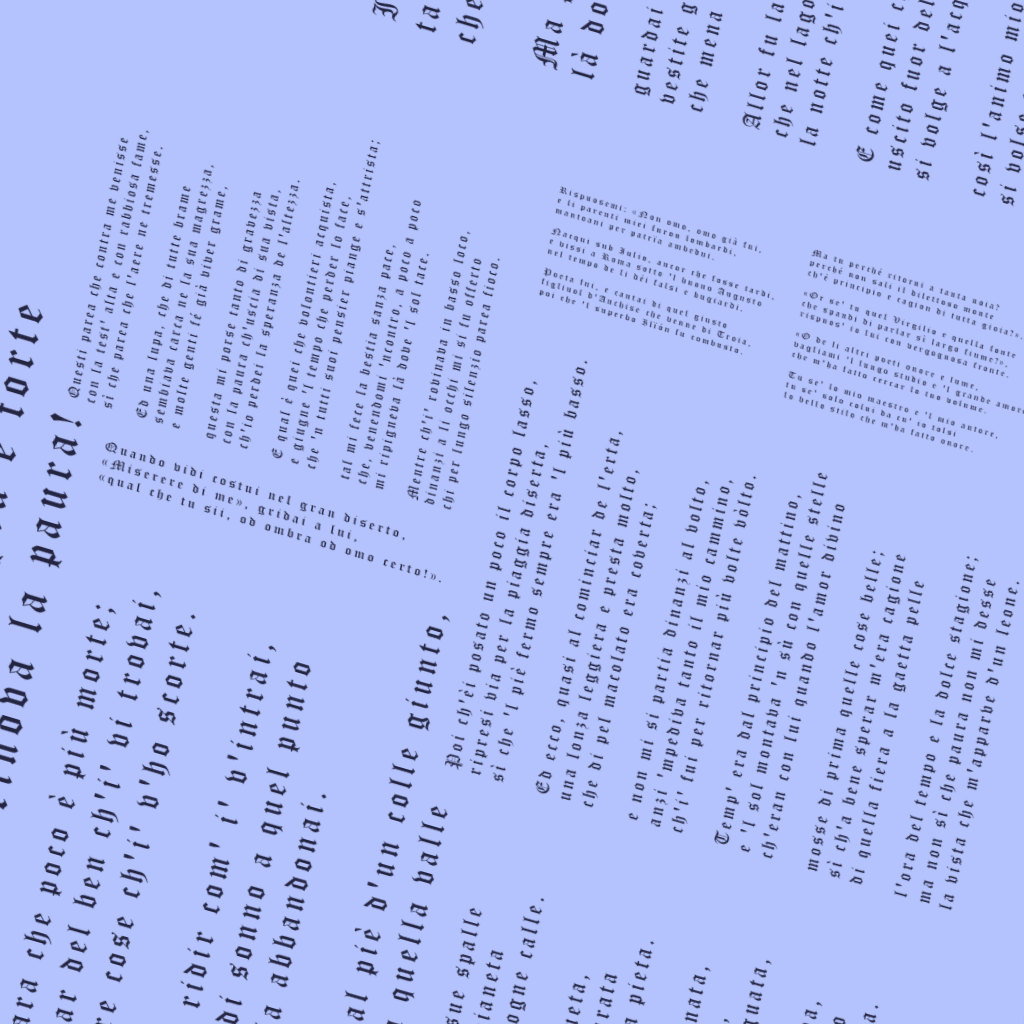 e forte
rinova la paura!
ara che poco è più morte;
ar del ben ch'i' vi trovai,
re cose ch'i' v'ho scorte.
ridir com' i' v'intrai,
di sonno a quel punto
a abbandonai.
al piè d'un colle giunto,
quella valle
ta
che
Ma
là do
guardai
vestite
che mena
sue spalle
ianeta
ogne calle.
Allor fu la
che nel lago
la notte ch'i
ueta,
rata
a pieta.
E come quei
uscito fuor del
si volge a l'acq
nata,
guata,
così l'animo mio
si volse
Poi ch'èi posato un poco il corpo lasso,
ripresi via per la piaggia diserta,
sì che 'l piè fermo sempre era 'l più basso.
Ed ecco, quasi al cominciar de l'erta,
una lonza leggiera e presta molto,
che di pel macolato era coverta;
e non mi si partia dinanzi al volto,
anzi 'mpediva tanto il mio cammino,
ch'i' fui per ritornar più volte vòlto.
Temp' era dal principio del mattino,
e 'l sol montava 'n sù con quelle stelle
ch'eran con lui quando l'amor divino
mosse di prima quelle cose belle;
sì ch'a bene sperar m'era cagione
di quella fiera a la gaetta pelle
l'ora del tempo e la dolce stagione;
ma non sì che paura non mi desse
la vista che m'apparve d'un leone.
Questi parea che contra me venisse
con la test' alta e con rabbiosa fame,
sì che parea che l'aere ne tremesse.
Ed una lupa, che di tutte brame
sembiava carca ne la sua magrezza,
e molte genti fé già viver grame,
questa mi porse tanto di gravezza
con la paura ch'uscia di sua vista,
ch'io perdei la speranza de l'altezza.
E qual è quei che volontieri acquista,
e giugne 'l tempo che perder lo face,
che 'n tutti suoi pensier piange e s'attrista;
tal mi fece la bestia sanza pace,
che, venendomi 'ncontro, a poco a poco
mi ripigneva là dove 'l sol tace.
Mentre ch'i' rovinava in basso loco,
dinanzi a li occhi mi si fu offerto
chi per lungo silenzio parea fioco.
Quando vidi costui nel gran diserto,
«Miserere di me», gridai a lui,
«qual che tu sii, od ombra od omo certo!».
Rispuosemi: «Non omo, omo già fui,
e li parenti miei furon lombardi,
mantoani per patria ambedui.
Nacqui sub Iulio, ancor che fosse tardi,
e vissi a Roma sotto 'l buono Augusto
nel tempo de li dèi falsi e bugiardi.
Poeta fui, e cantai di quel giusto
figliuol d'Anchise che venne di Troia,
poi che 'l superbo Ilión fu combusto.
Ma tu perché ritorni a tanta noia?
perché non sali il dilettoso monte
ch'è principio e cagion di tutta gioia?».
«Or se' tu quel Virgilio e quella fonte
che spandi di parlar sì largo fiume?»,
rispuos' io lui con vergognosa fronte.
«O de li altri poeti onore e lume,
vagliami 'l lungo studio e 'l grande amore
che m'ha fatto cercar lo tuo volume.
Tu se' lo mio maestro e 'l mio autore,
tu se' solo colui da cu' io tolsi
lo bello stilo che m'ha fatto onore.